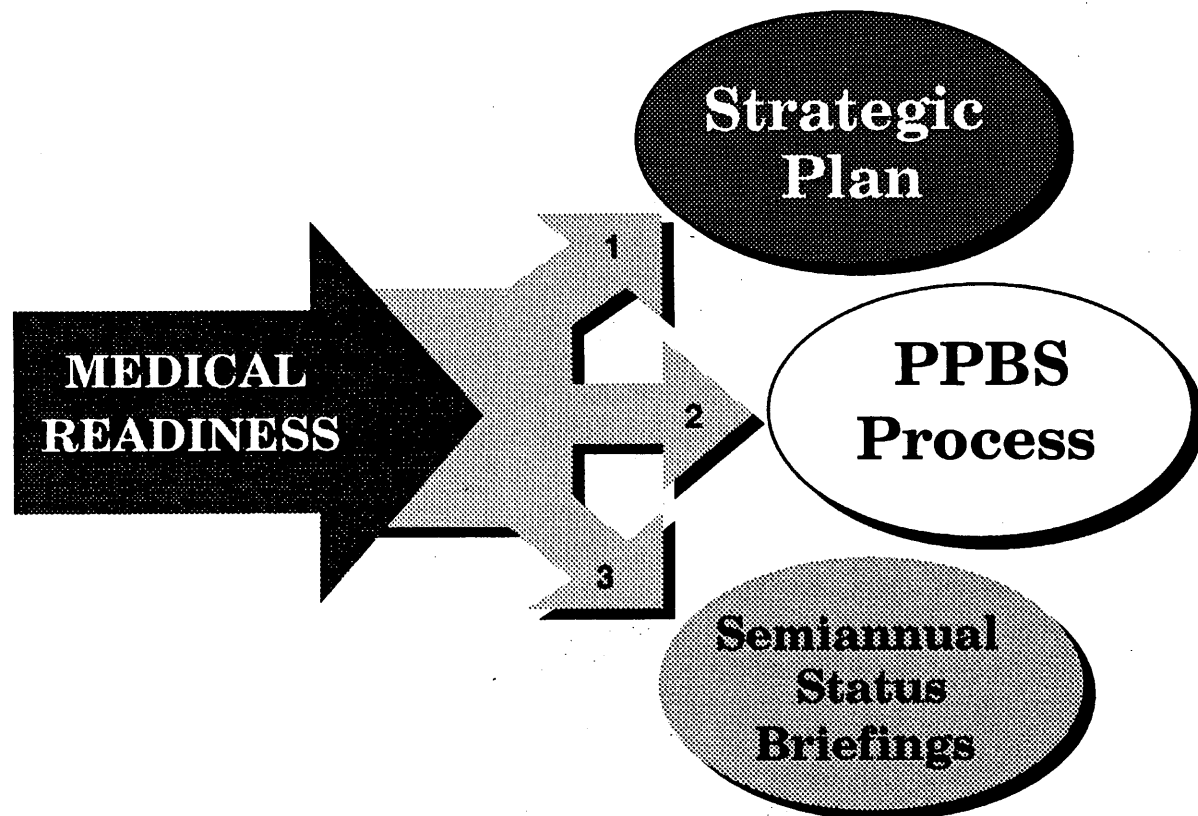 MEDICAL
READINESS
1
Strategic
Plan
2
PPBS
Process
3
Semiannual
Status
Briefings